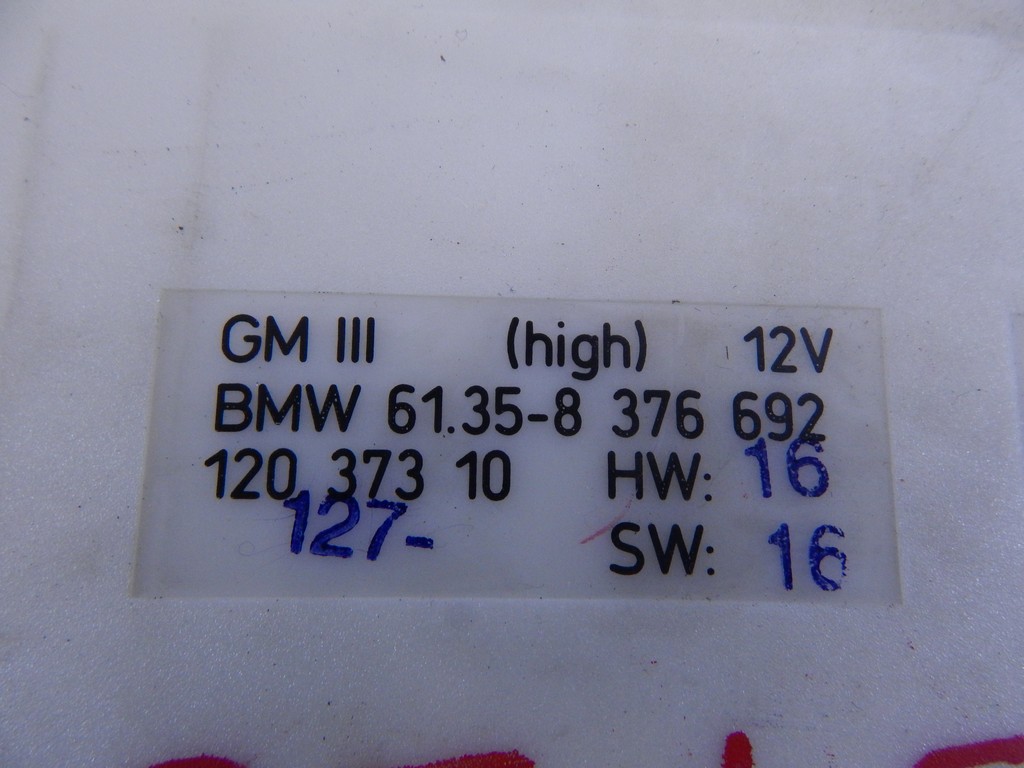 GM III (high) 12V
BMW 61.35-8 376 692
120 373 10 HW: 16
127-
SW: 16